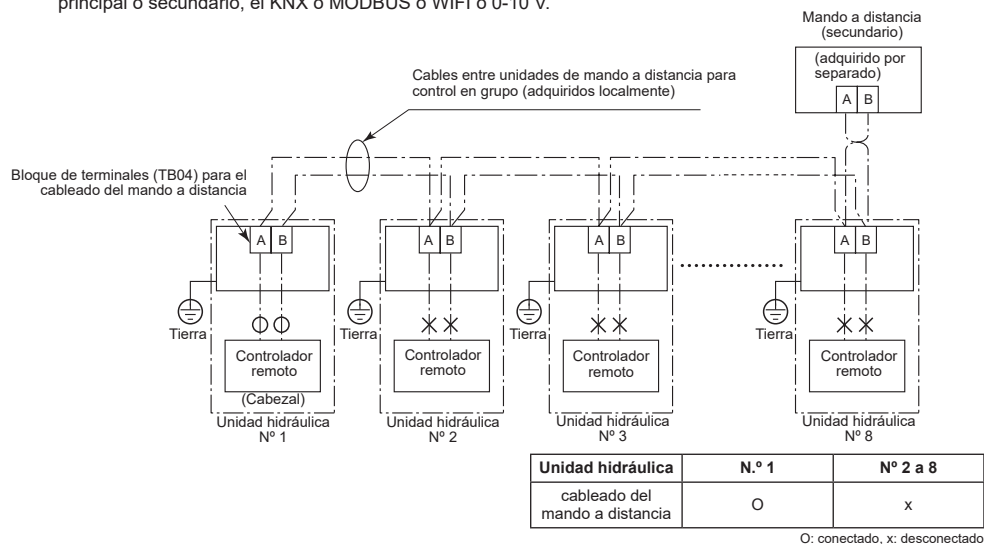 principal o secundario, el KNX o MODBUS o WIFI o 0-10 V.
Mando a distancia
(secundario)
(adquirido por
separado)
A B
Cables entre unidades de mando a distancia para
control en grupo (adquiridos localmente)
Bloque de terminales (TB04) para el
cableado del mando a distancia
A B
A B
A B
A B
Tierra
Tierra
Tierra
Tierra
Controlador
remoto
(Cabezal)
Controlador
remoto
Controlador
remoto
Controlador
remoto
Unidad hidráulica
Nº 1
Unidad hidráulica
Nº 2
Unidad hidráulica
Nº 3
Unidad hidráulica
Nº 8
Unidad hidráulica N.º 1 Nº 2 a 8
cableado del
mando a distancia O x
O: conectado, x: desconectado